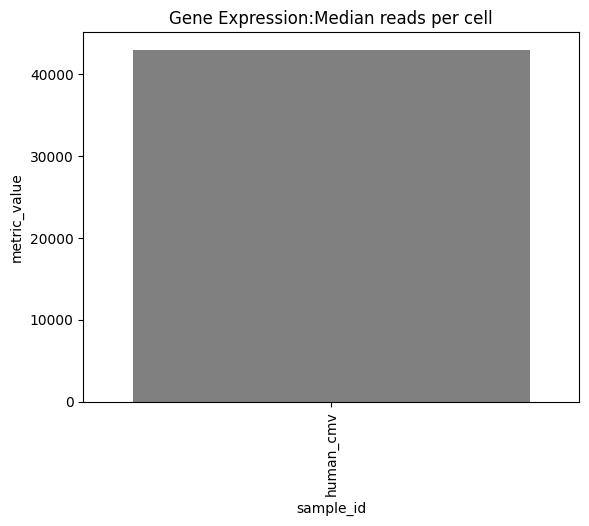 Gene Expression:Median reads per cell
metric_value
40000
30000
20000
10000
0
human_cmv
sample_id